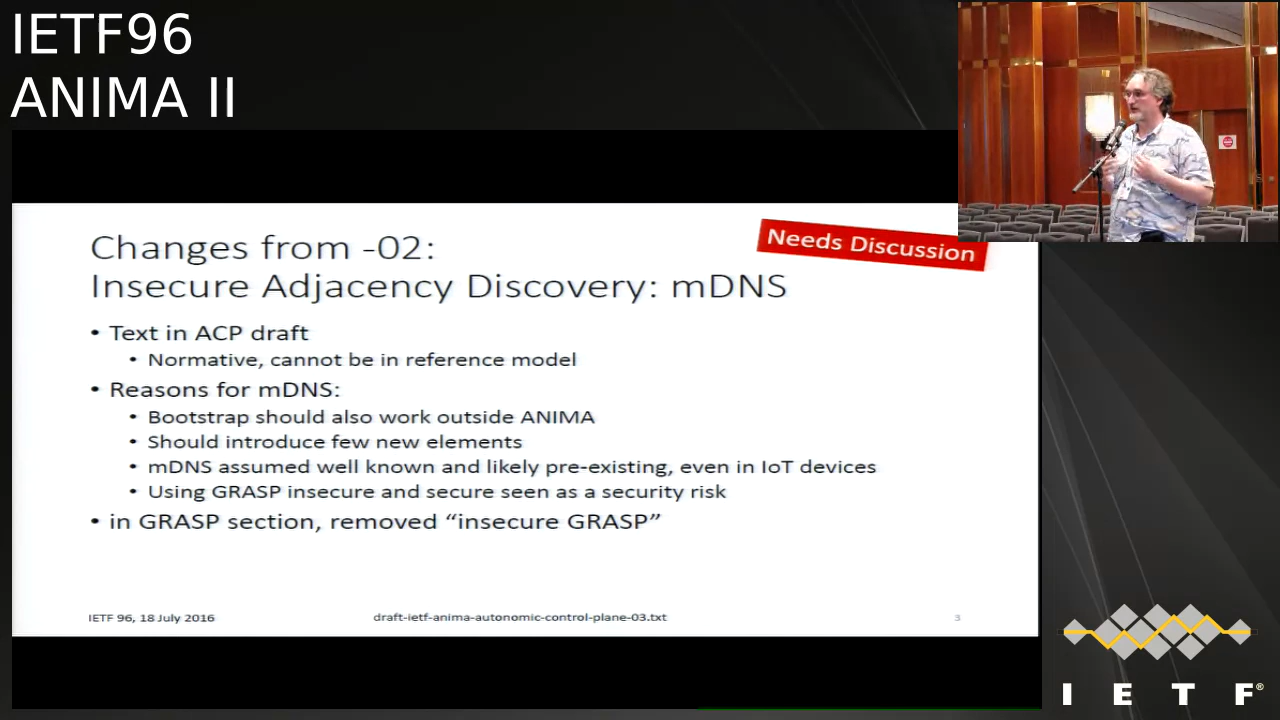 IETF96
ANIMA II
Needs Discussion
Changes from -02:
Insecure Adjacency Discovery: mDNS
• Text in ACP draft
• Normative, cannot be in reference model
• Reasons for mDNS:
• Bootstrap should also work outside ANIMA
• Should introduce few new elements
• mDNS assumed well known and likely pre-existing, even in IoT devices
• Using GRASP insecure and secure seen as a security risk
• in GRASP section, removed “insecure GRASP”
IETF 96, 18 July 2016
draft-ietf-anima-autonomic-control-plane-03.txt
3
I E T F®